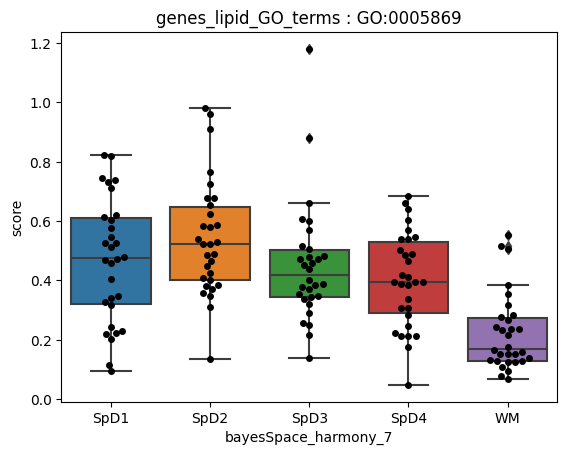 genes_lipid_GO_terms : GO:0005869
1.2
1.0
0.8
0.6
0.4
0.2
0.0
score
SpD1 SpD2 SpD3 SpD4 WM
bayesSpace_harmony_7